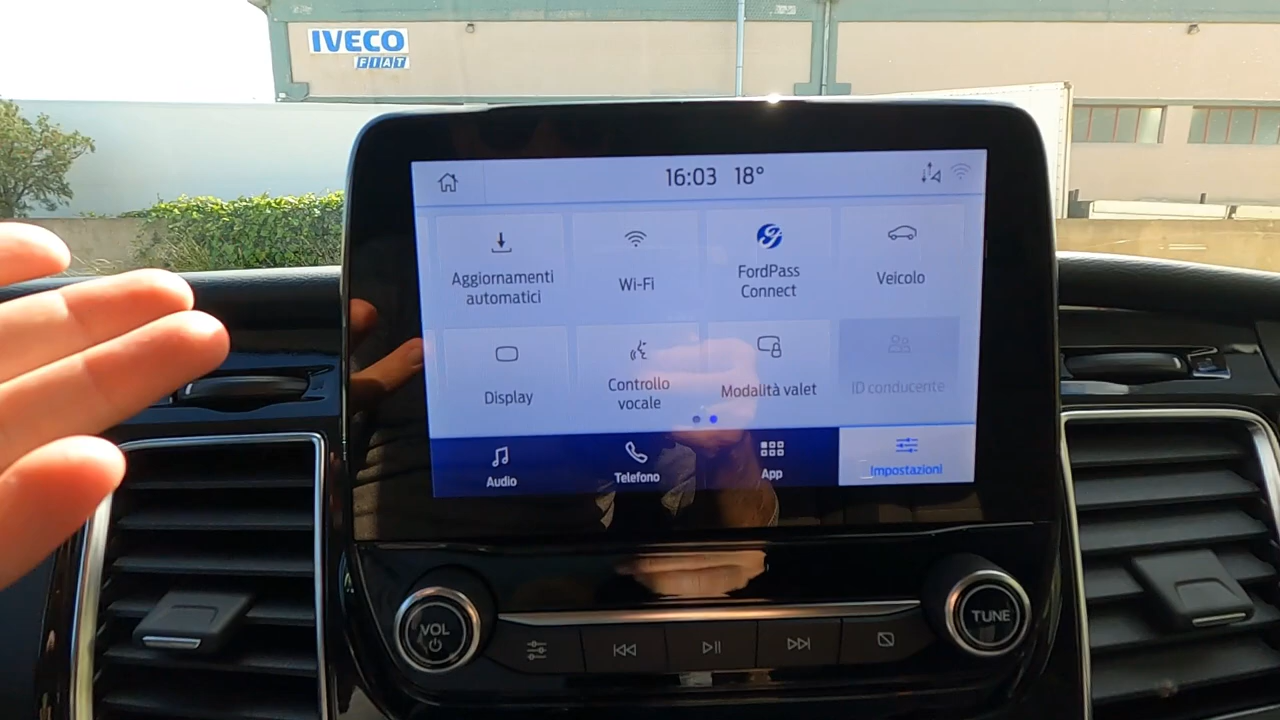 IVECO
FIAT
16:03 18°
Aggiornamenti
automatici
Wi-Fi
FordPass
Connect
Veicolo
Display
Controllo
vocale
Modalità valet
ID conducente
Audio
Telefono
App
Impostazioni
VOL
TUNE